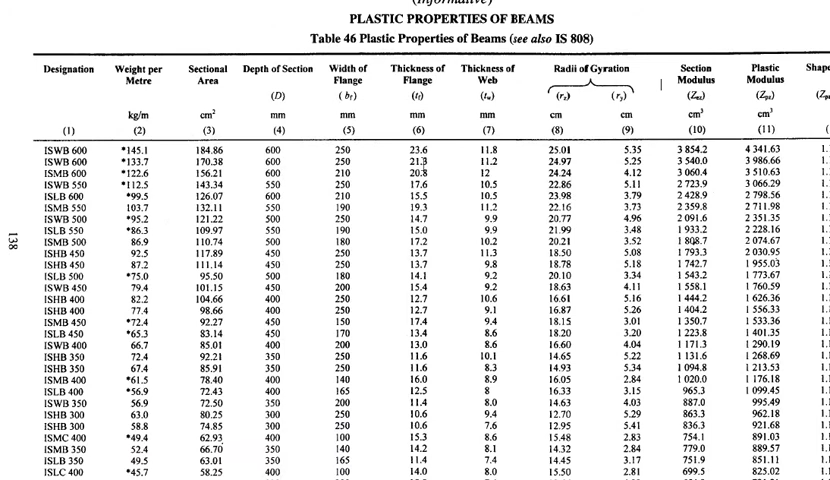 (Informative)
PLASTIC PROPERTIES OF BEAMS
Table 46 Plastic Properties of Beams (see also IS 808)
Designation Weight per Metre Sectional Area Depth of Section Width of Flange Thickness of Flange Thickness of Web Radii of Gyration Section Modulus Plastic Modulus
(D) (bf) (tf) (tw) (rz) (ry) (Zez) (Zpz)
kg/m cm² mm mm mm mm cm cm cm³ cm³
(1) (2) (3) (4) (5) (6) (7) (8) (9) (10) (11)
ISWB 600 *145.1 184.86 600 250 23.6 11.8 25.01 5.35 3 854.2 4 341.63
ISWB 600 *133.7 170.38 600 250 21.3 11.2 24.97 5.25 3 540.0 3 986.66
ISMB 600 *122.6 156.21 600 210 20.8 12 24.24 4.12 3 060.4 3 510.63
ISWB 550 *112.5 143.34 550 250 17.6 10.5 22.86 5.11 2 723.9 3 066.29
ISLB 600 *99.5 126.07 600 210 15.5 10.5 23.98 3.79 2 428.9 2 798.56
ISMB 550 103.7 132.11 550 190 19.3 11.2 22.16 3.73 2 359.8 2 711.98
ISWB 500 *95.2 121.22 500 250 14.7 9.9 20.77 4.96 2 091.6 2 351.35
ISLB 550 *86.3 109.97 550 190 15.0 9.9 21.99 3.48 1 933.2 2 228.16
ISMB 500 86.9 110.74 500 180 17.2 10.2 20.21 3.52 1 808.7 2 074.67
ISHB 450 92.5 117.89 450 250 13.7 11.3 18.50 5.08 1 793.3 2 030.95
ISHB 450 87.2 111.14 450 250 13.7 9.8 18.78 5.18 1 742.7 1 955.03
ISLB 500 *75.0 95.50 500 180 14.1 9.2 20.10 3.34 1 543.2 1 773.67
ISWB 450 79.4 101.15 450 200 15.4 9.2 18.63 4.11 1 558.1 1 760.59
ISHB 400 82.2 104.66 400 250 12.7 10.6 16.61 5.16 1 444.2 1 626.36
ISHB 400 77.4 98.66 400 250 12.7 9.1 16.87 5.26 1 404.2 1 556.33
ISMB 450 *72.4 92.27 450 150 17.4 9.4 18.15 3.01 1 350.7 1 533.36
ISLB 450 *65.3 83.14 450 170 13.4 8.6 18.20 3.20 1 223.8 1 401.35
ISWB 400 66.7 85.01 400 200 13.0 8.6 16.60 4.04 1 171.3 1 290.19
ISHB 350 72.4 92.21 350 250 11.6 10.1 14.65 5.22 1 131.6 1 268.69
ISHB 350 67.4 85.91 350 250 11.6 8.3 14.93 5.34 1 094.8 1 213.53
ISMB 400 *61.5 78.40 400 140 16.0 8.9 16.05 2.84 1 020.0 1 176.18
ISLB 400 *56.9 72.43 400 165 12.5 8 16.33 3.15 965.3 1 099.45
ISWB 350 56.9 72.50 350 200 11.4 8.0 14.63 4.03 887.0 995.49
ISHB 300 63.0 80.25 300 250 10.6 9.4 12.70 5.29 863.3 962.18
ISHB 300 58.8 74.85 300 250 10.6 7.6 12.95 5.41 836.3 921.68
ISMC 400 *49.4 62.93 400 100 15.3 8.6 15.48 2.83 754.1 891.03
ISMB 350 52.4 66.70 350 140 14.2 8.1 14.32 2.84 779.0 889.57
ISLB 350 49.5 63.01 350 165 11.4 7.4 14.45 3.17 751.9 851.11
ISLC 400 *45.7 58.25 400 100 14.0 8.0 15.50 2.81 699.5 825.02
138